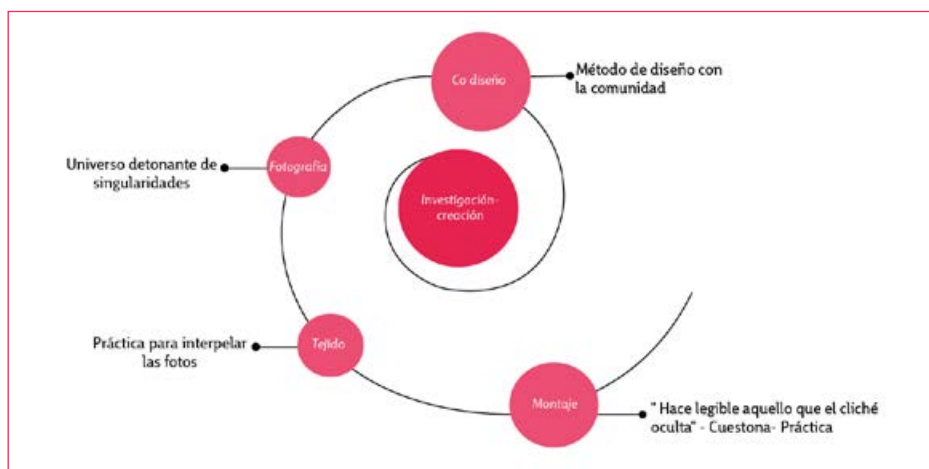 Co diseño
Método de diseño con
la comunidad
Fotografía
Universo detonante de
singularidades
Investigación-
creación
Tejido
Práctica para interpelar
las fotos
Montaje
" Hace legible aquello que el cliché
oculta" - Cuestona- Práctica